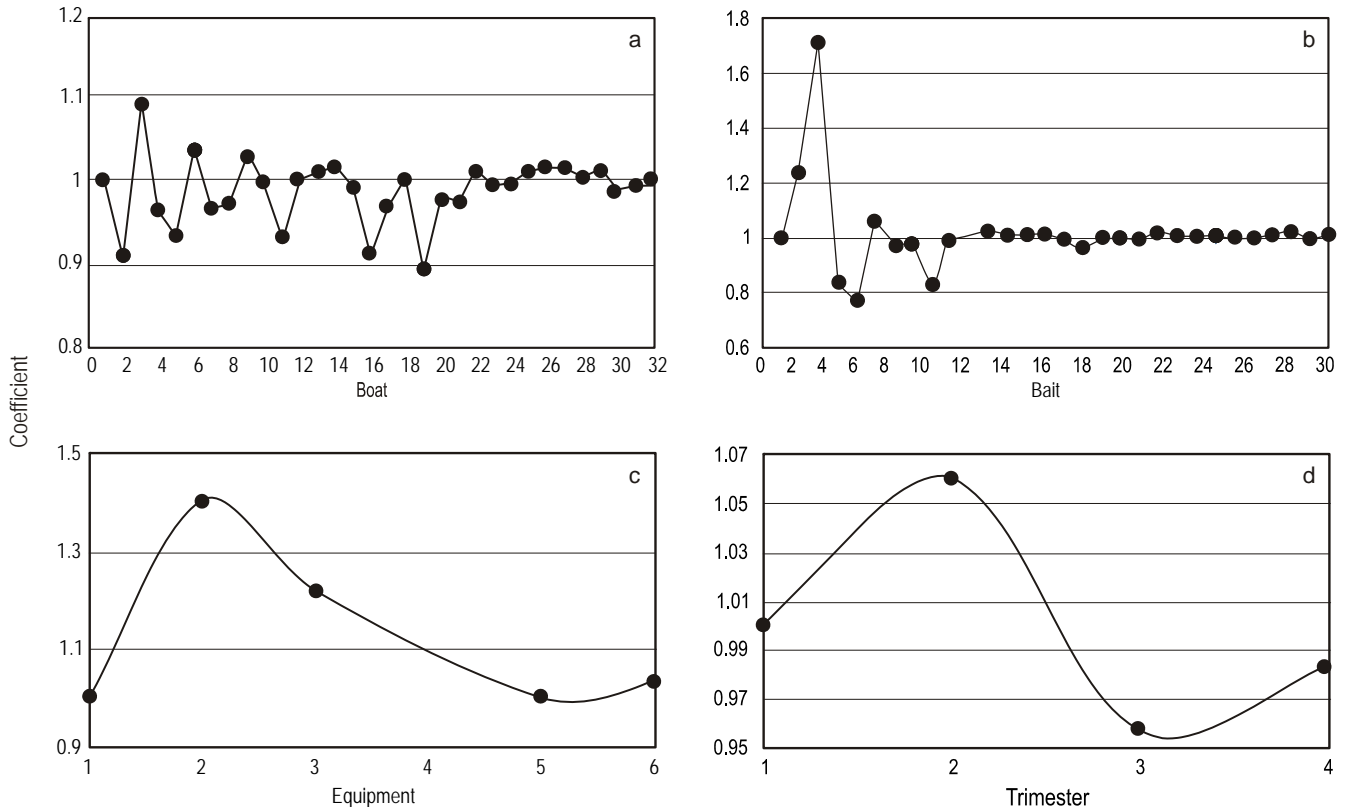 Coefficient
a
1.2
1.1
1
0.9
0.8
0 2 4 6 8 10 12 14 16 18 20 22 24 26 28 30 32
Boat
b
1.8
1.6
1.4
1.2
1
0.8
0.6
0 2 4 6 8 10 12 14 16 18 20 22 24 26 28 30
Bait
c
1.5
1.3
1.1
0.9
1 2 3 4 5 6
Equipment
d
1.07
1.05
1.03
1.01
0.99
0.97
0.95
1 2 3 4
Trimester